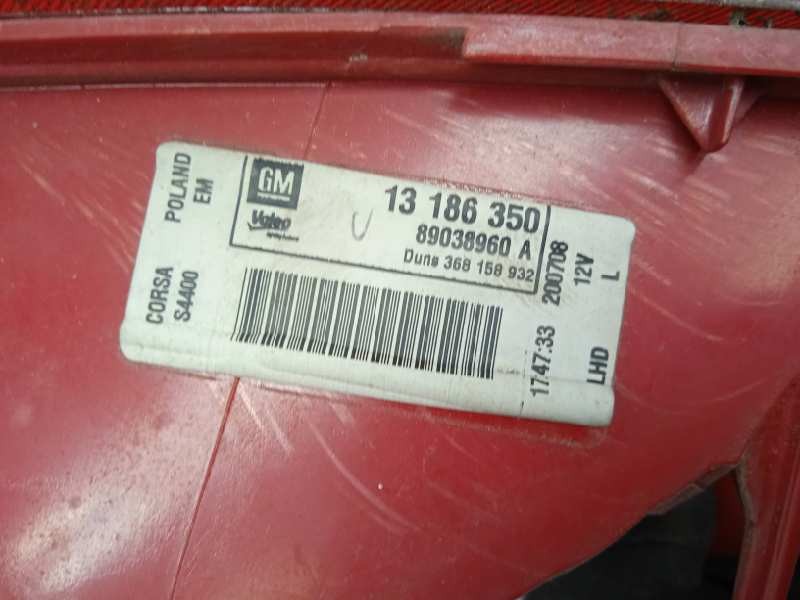 CORSA POLAND
S4400 EM
GM
Valeo
13 186 350
89038960 A
Duns 368 158 932
17:47:33 200708
12V
LHD L